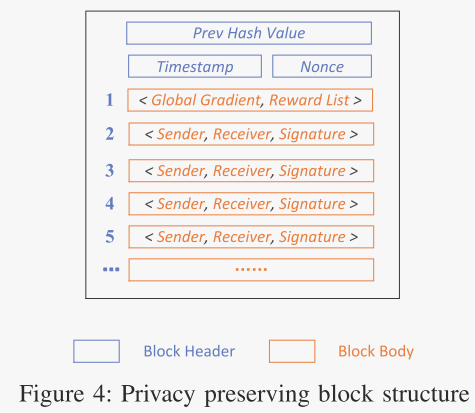 Prev Hash Value
Timestamp Nonce
1 < Global Gradient, Reward List >
2 < Sender, Receiver, Signature >
3 < Sender, Receiver, Signature >
4 < Sender, Receiver, Signature >
5 < Sender, Receiver, Signature >
... ......
Block Header Block Body
Figure 4: Privacy preserving block structure